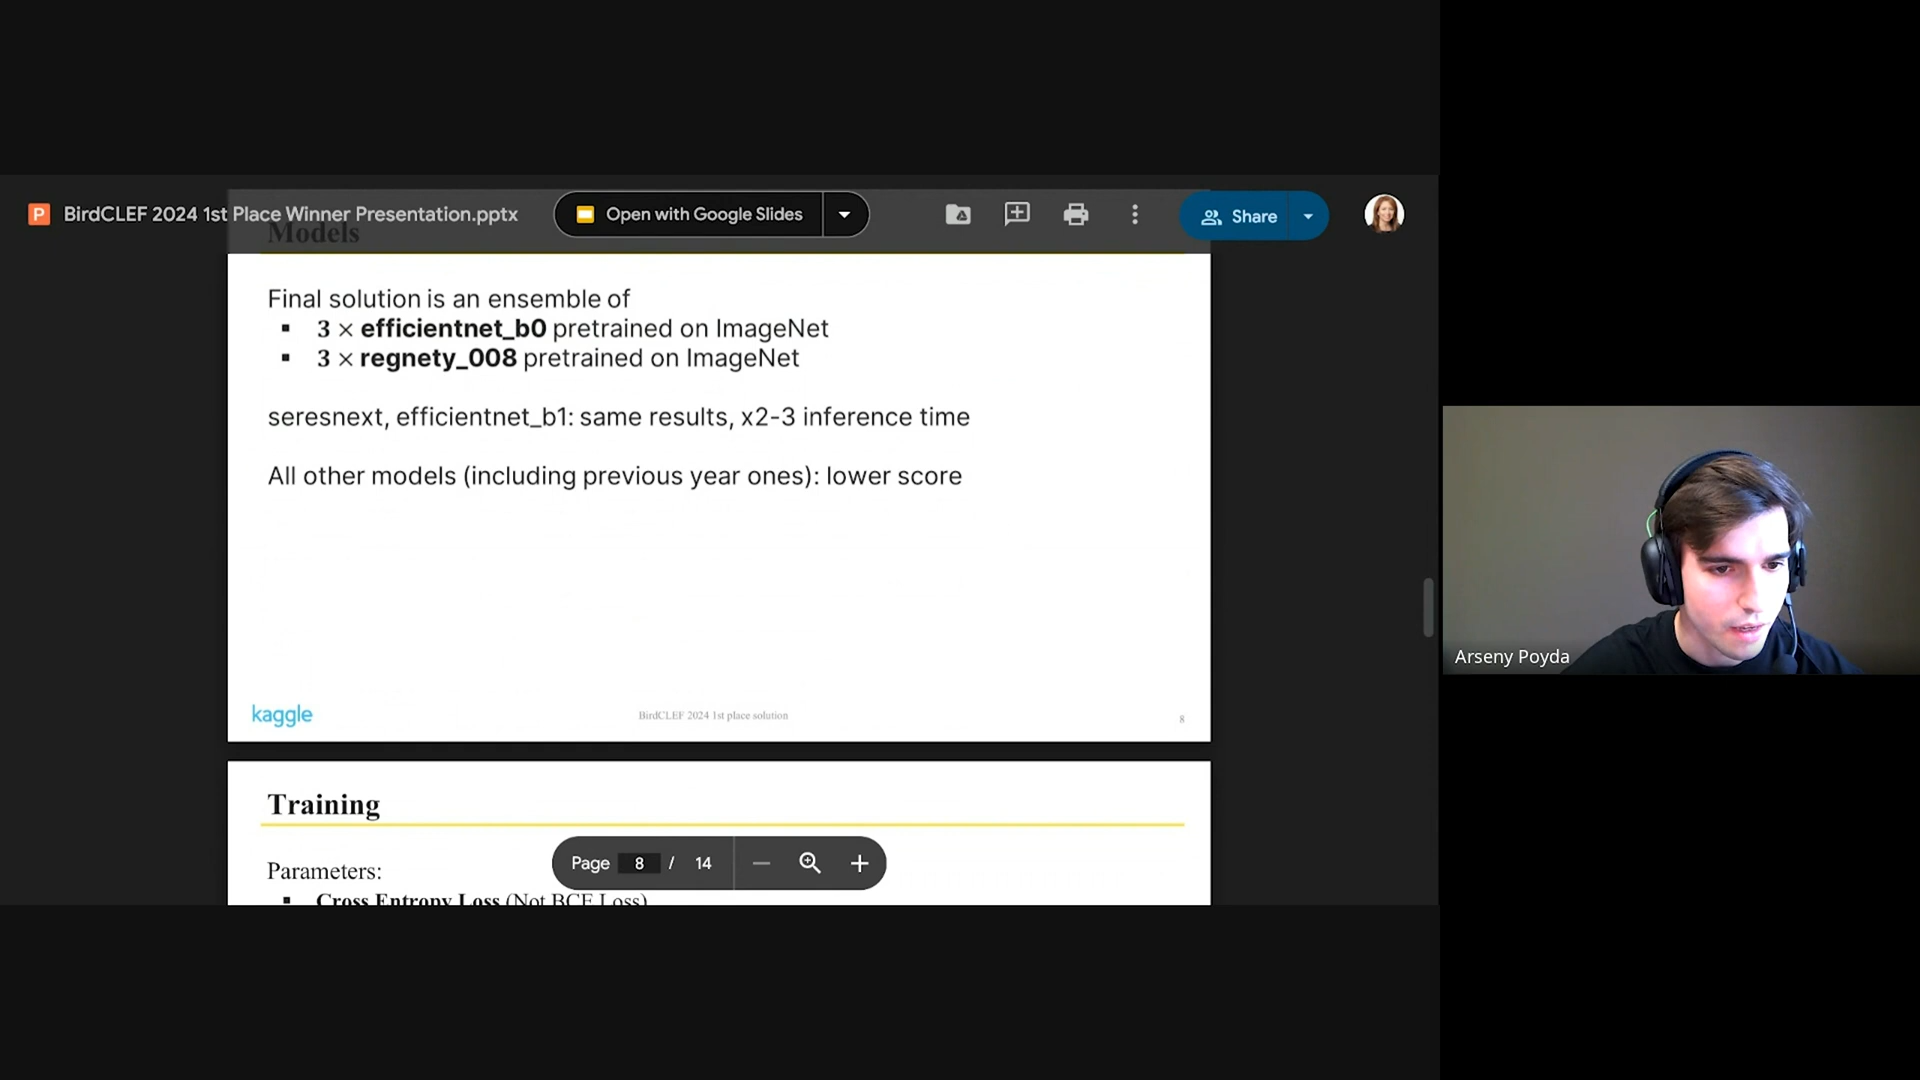 P BirdCLEF 2024 1st Place Winner Presentation.pptx
Open with Google Slides
Share
Models
Final solution is an ensemble of
▪ 3 × efficientnet_b0 pretrained on ImageNet
▪ 3 × regnety_008 pretrained on ImageNet
seresnext, efficientnet_b1: same results, x2-3 inference time
All other models (including previous year ones): lower score
kaggle
BirdCLEF 2024 1st place solution
8
Arseny Poyda
Training
Parameters:
▪ Cross Entropy Loss (Not BCE Loss)
Page 8 / 14